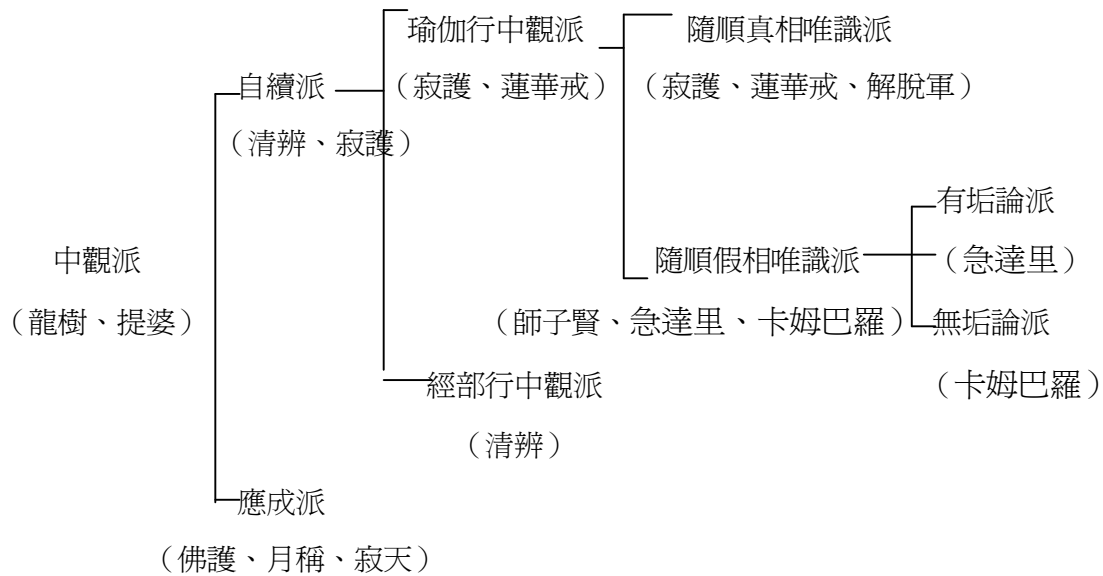 瑜伽行中觀派
隨順真相唯識派
自續派
（寂護、蓮華戒）
（寂護、蓮華戒、解脫軍）
（清辨、寂護）
有垢論派
中觀派
隨順假相唯識派
（急達里）
（龍樹、提婆）
（師子賢、急達里、卡姆巴羅）
無垢論派
經部行中觀派
（卡姆巴羅）
（清辨）
應成派
（佛護、月稱、寂天）